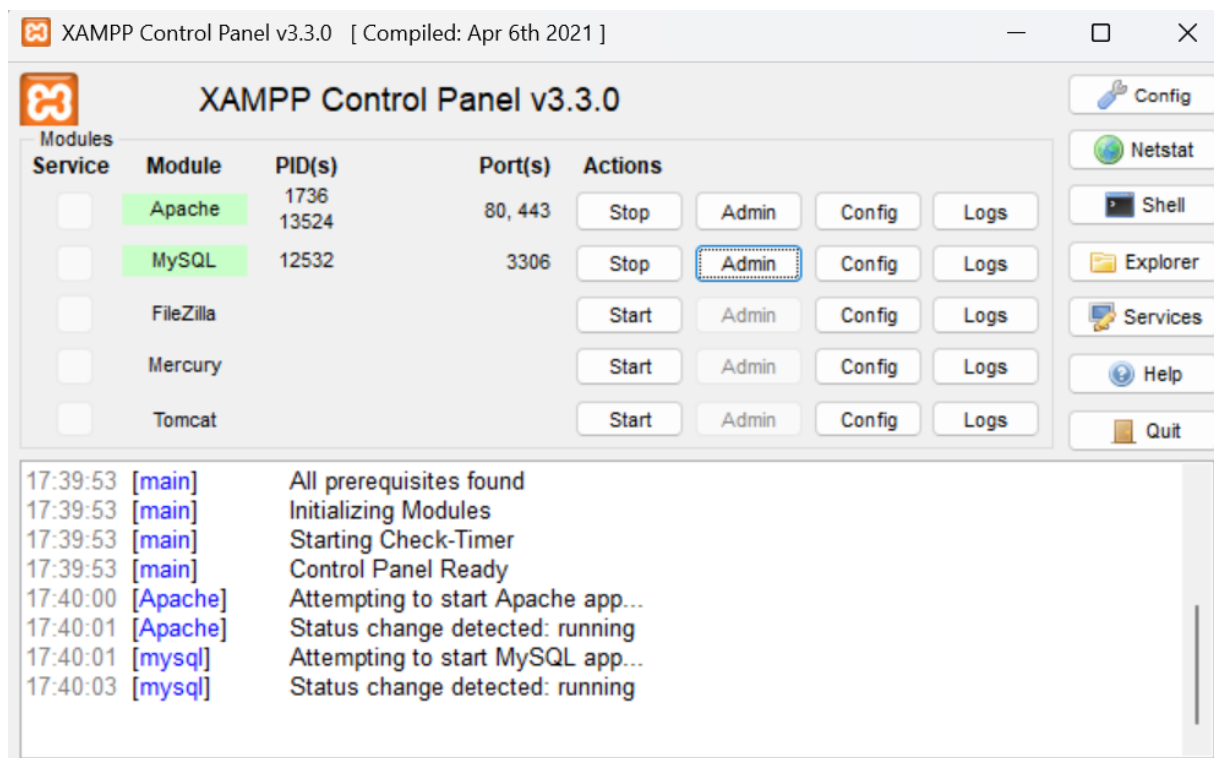 XAMPP Control Panel v3.3.0 [ Compiled: Apr 6th 2021 ]
XAMPP Control Panel v3.3.0
Config
Modules
Service Module PID(s) Port(s) Actions
Netstat
Apache 1736 13524 80, 443 Stop Admin Config Logs
Shell
MySQL 12532 3306 Stop Admin Config Logs
Explorer
FileZilla Start Admin Config Logs
Services
Mercury Start Admin Config Logs
Help
Tomcat Start Admin Config Logs
Quit
17:39:53 [main] All prerequisites found
17:39:53 [main] Initializing Modules
17:39:53 [main] Starting Check-Timer
17:39:53 [main] Control Panel Ready
17:40:00 [Apache] Attempting to start Apache app...
17:40:01 [Apache] Status change detected: running
17:40:01 [mysql] Attempting to start MySQL app...
17:40:03 [mysql] Status change detected: running